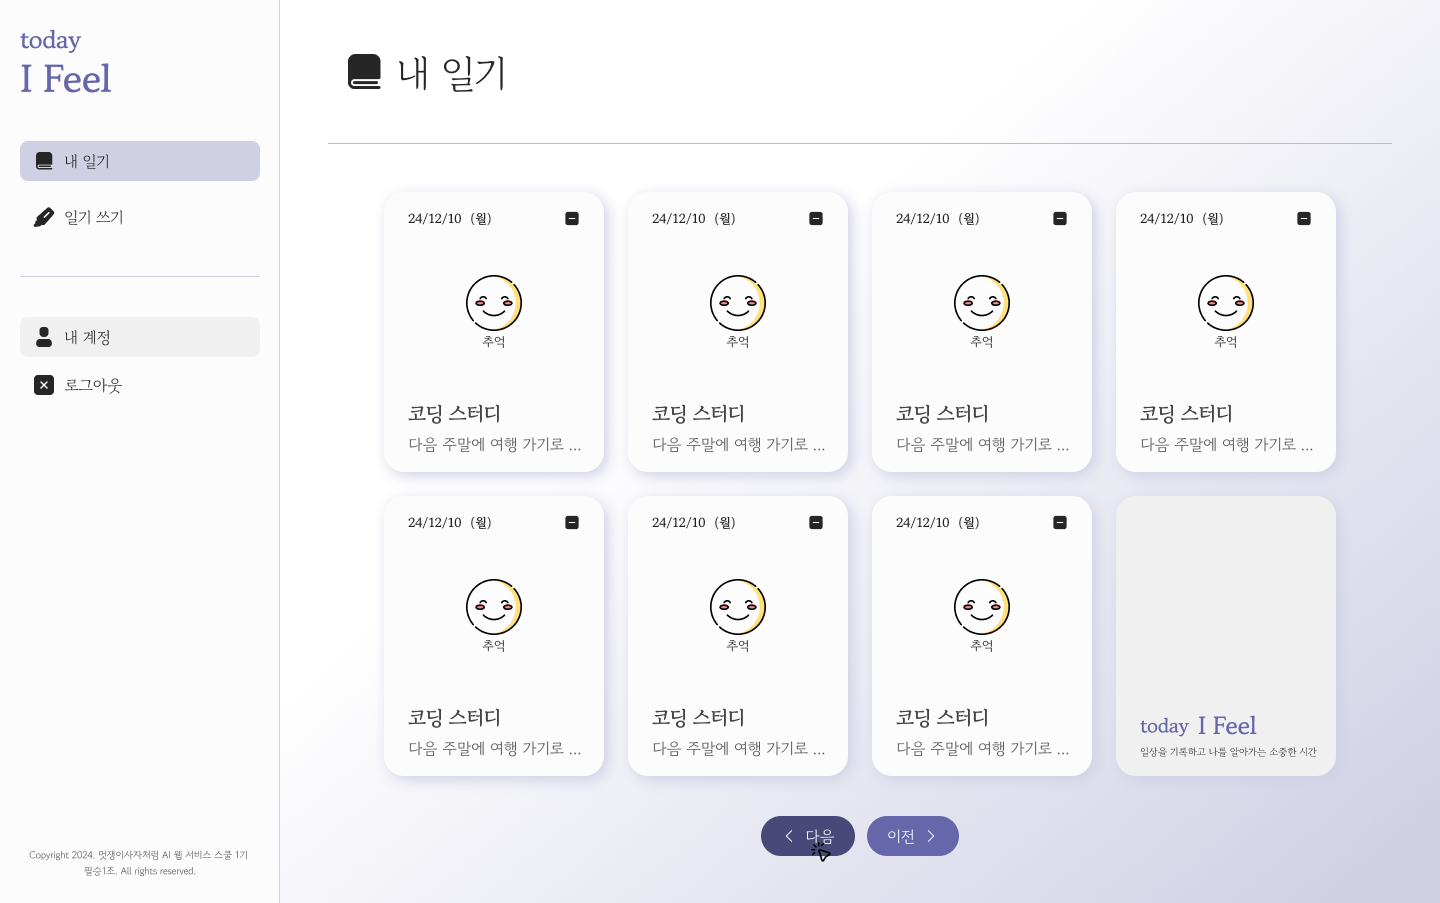 today
I Feel
내 일기
일기 쓰기
내 계정
로그아웃
Copyright 2024. 멋쟁이사자처럼 AI 웹 서비스 스쿨 1기
필승1조. All rights reserved.
내 일기
24/12/10 (월)
추억
코딩 스터디
다음 주말에 여행 가기로 ...
24/12/10 (월)
추억
코딩 스터디
다음 주말에 여행 가기로 ...
24/12/10 (월)
추억
코딩 스터디
다음 주말에 여행 가기로 ...
24/12/10 (월)
추억
코딩 스터디
다음 주말에 여행 가기로 ...
24/12/10 (월)
추억
코딩 스터디
다음 주말에 여행 가기로 ...
24/12/10 (월)
추억
코딩 스터디
다음 주말에 여행 가기로 ...
24/12/10 (월)
추억
코딩 스터디
다음 주말에 여행 가기로 ...
today I Feel
일상을 기록하고 나를 알아가는 소중한 시간
다음
이전